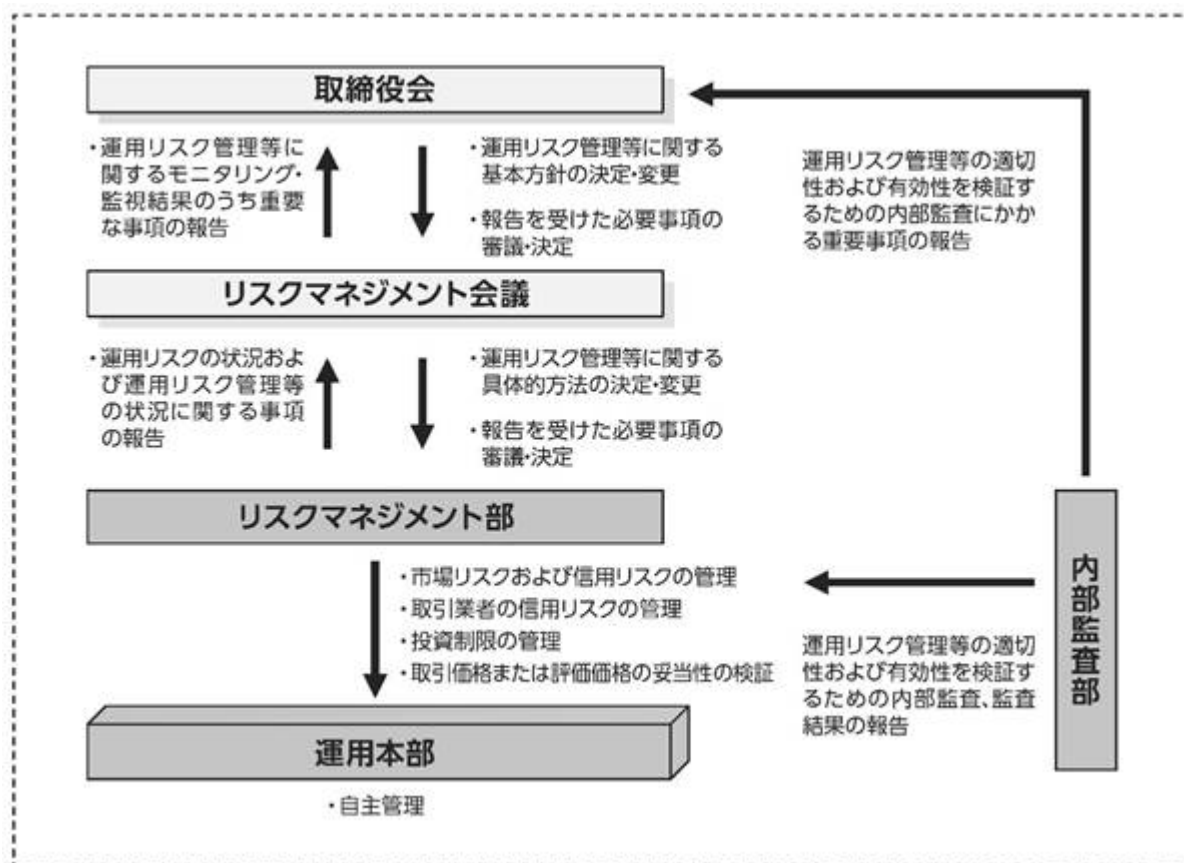 取締役会
・運用リスク管理等に
関するモニタリング・
監視結果のうち重要
な事項の報告
・運用リスク管理等に関する
基本方針の決定・変更
・報告を受けた必要事項の
審議・決定
運用リスク管理等の適切
性および有効性を検証す
るための内部監査にかか
る重要事項の報告
リスクマネジメント会議
・運用リスクの状況およ
び運用リスク管理等
の状況に関する事項
の報告
・運用リスク管理等に関する
具体的方法の決定・変更
・報告を受けた必要事項の
審議・決定
リスクマネジメント部
・市場リスクおよび信用リスクの管理
・取引業者の信用リスクの管理
・投資制限の管理
・取引価格または評価価格の妥当性の検証
運用リスク管理等の適切
性および有効性を検証す
るための内部監査、監査
結果の報告
内部監査部
運用本部
・自主管理